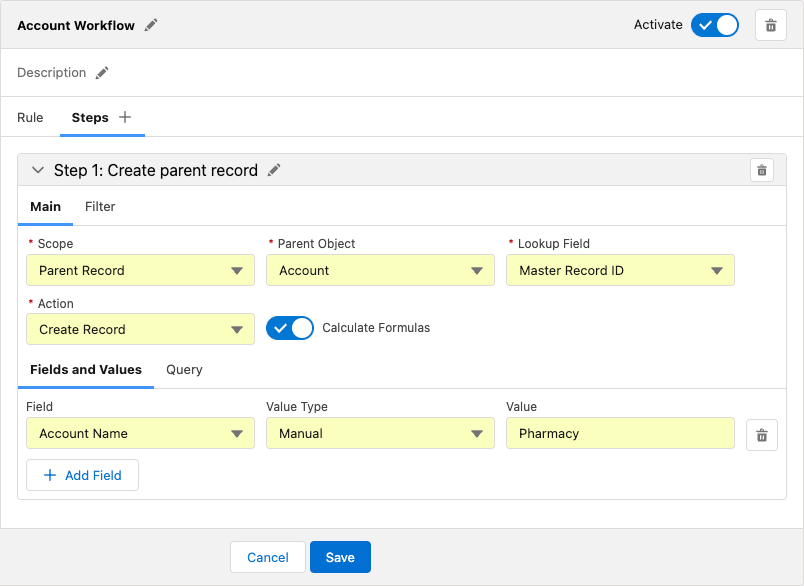 Account Workflow
Activate
Description
Rule Steps
Step 1: Create parent record
Main Filter
* Scope * Parent Object * Lookup Field
Parent Record Account Master Record ID
* Action
Create Record Calculate Formulas
Fields and Values Query
Field Value Type Value
Account Name Manual Pharmacy
Add Field
Cancel Save